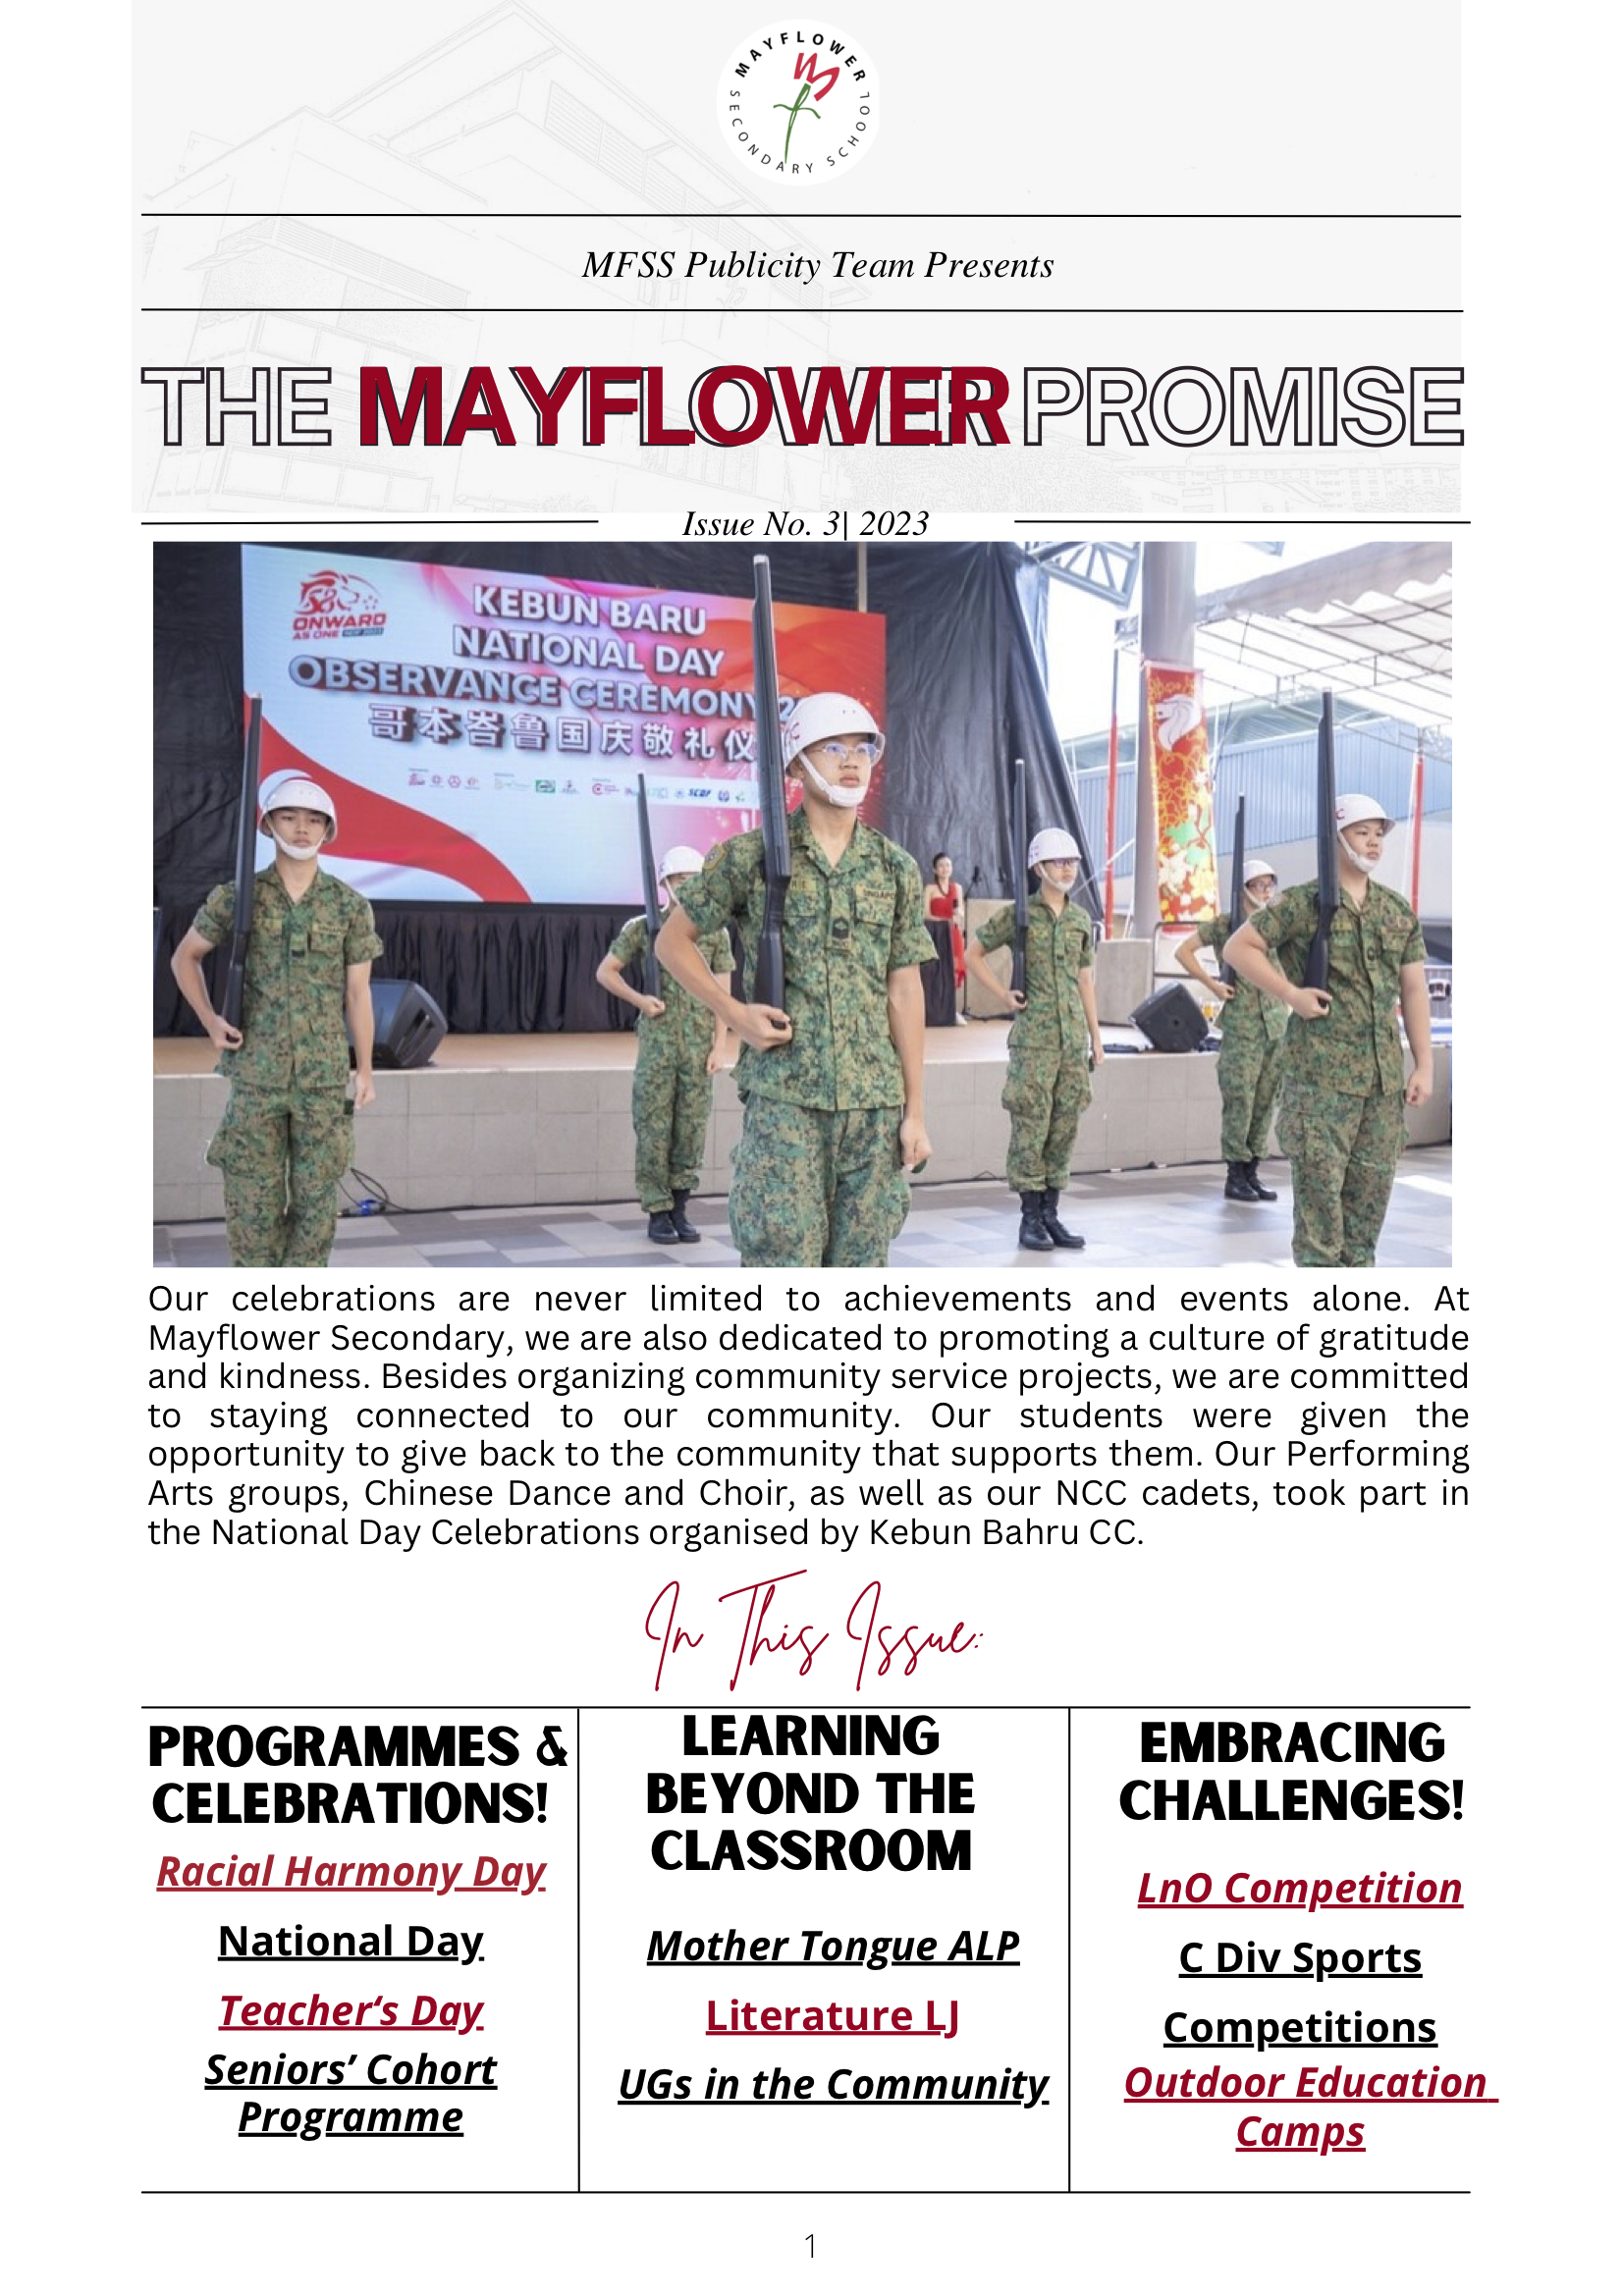 MAYFLOWER
SECONDARY SCHOOL
MFSS Publicity Team Presents
THE MAYFLOWER PROMISE
Issue No. 3| 2023
ONWARD
AS ONE
KEBUN BARU
NATIONAL DAY
OBSERVANCE CEREMONY
哥本峇鲁国庆敬礼仪
SCDF
Our celebrations are never limited to achievements and events alone. At
Mayflower Secondary, we are also dedicated to promoting a culture of gratitude
and kindness. Besides organizing community service projects, we are committed
to staying connected to our community. Our students were given the
opportunity to give back to the community that supports them. Our Performing
Arts groups, Chinese Dance and Choir, as well as our NCC cadets, took part in
the National Day Celebrations organised by Kebun Bahru CC.
In This Issue:
PROGRAMMES &
CELEBRATIONS!
Racial Harmony Day
National Day
Teacher‘s Day
Seniors’ Cohort
Programme
LEARNING
BEYOND THE
CLASSROOM
Mother Tongue ALP
Literature LJ
UGs in the Community
EMBRACING
CHALLENGES!
LnO Competition
C Div Sports
Competitions
Outdoor Education
Camps
1